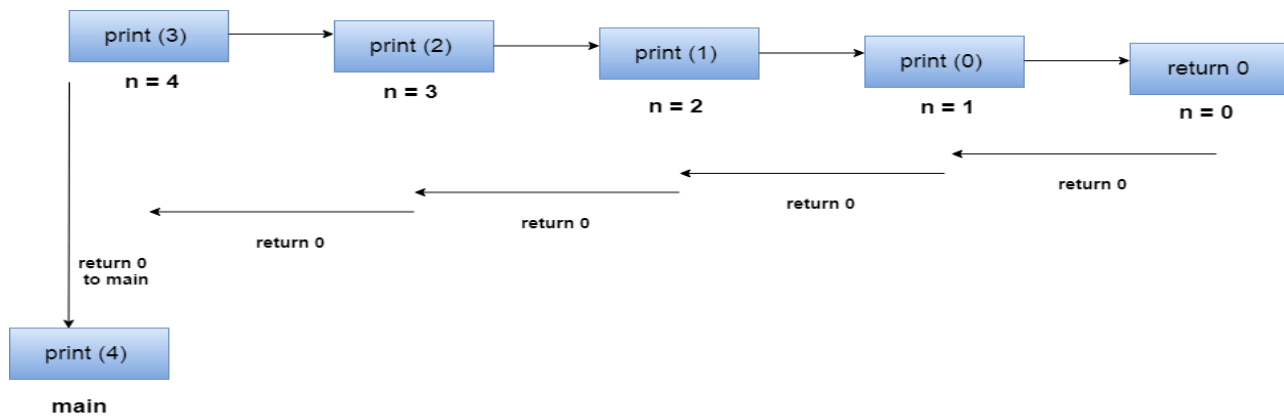 print (3)
print (2)
print (1)
print (0)
return 0
n = 4
n = 3
n = 2
n = 1
n = 0
return 0
return 0
return 0
return 0
return 0
to main
print (4)
main